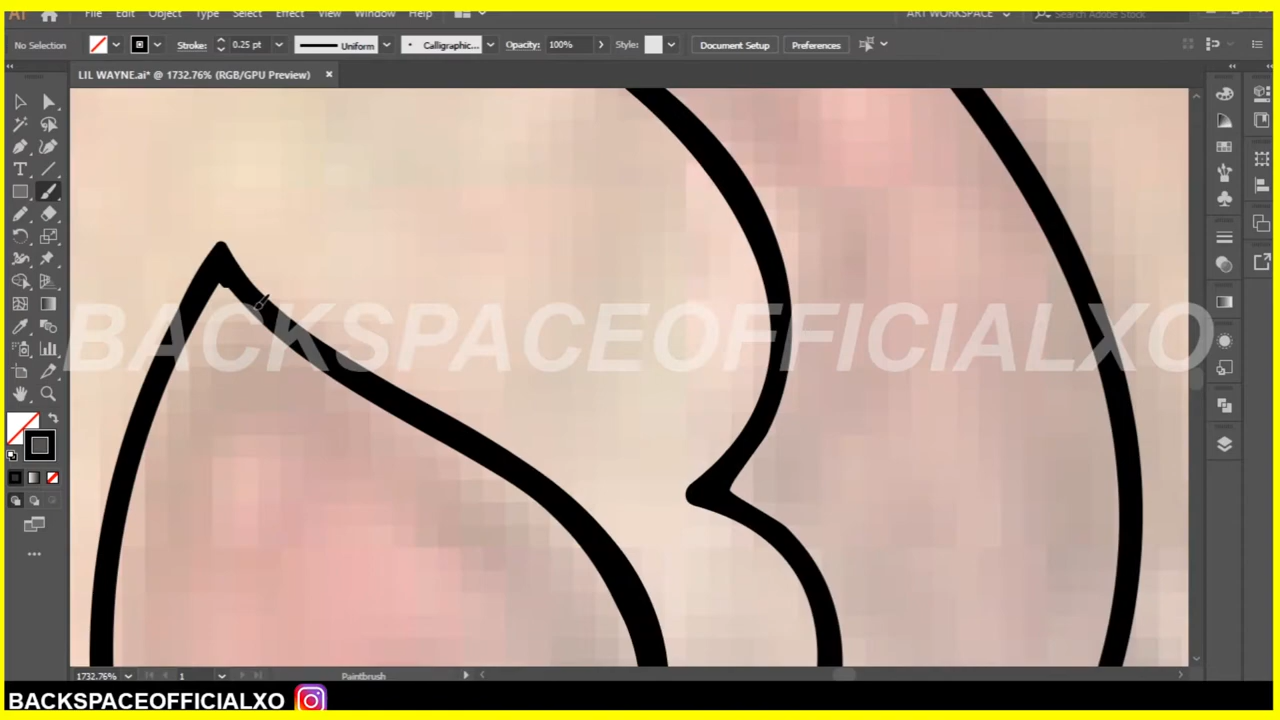 Ai File Edit Object Type Select Effect View Window Help ART WORKSPACE Search Adobe Stock
No Selection Stroke: 0.25 pt Uniform Calligraphic... Opacity: 100% Style: Document Setup Preferences
LIL WAYNE.ai* @ 1732.76% (RGB/GPU Preview)
BACKSPACEOFFICIALXO
1732.76% 1 Paintbrush
BACKSPACEOFFICIALXO